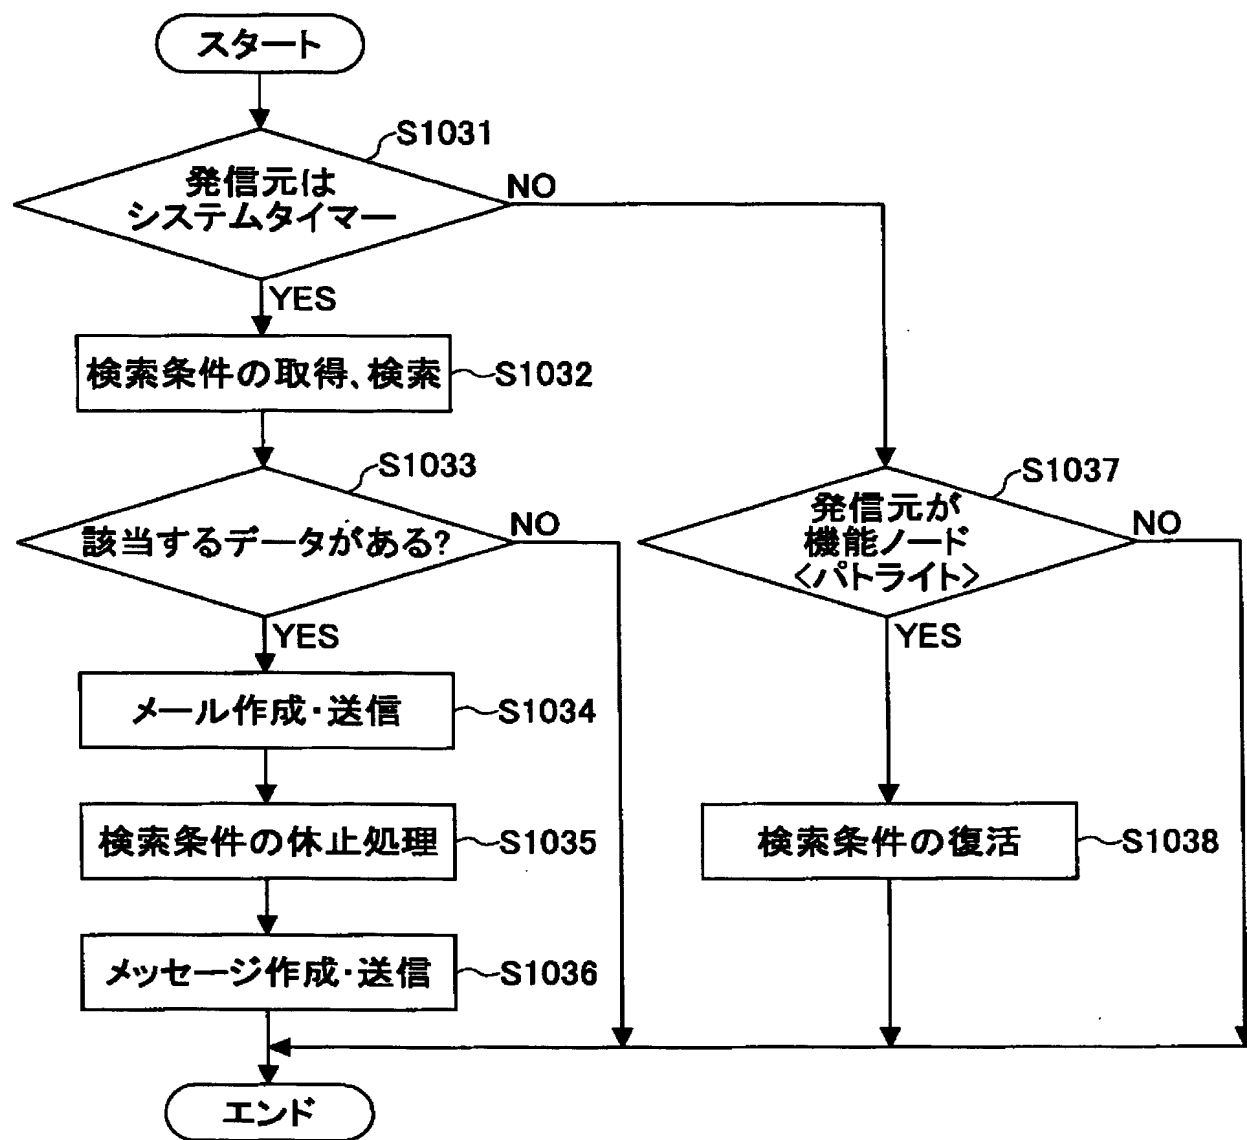 スタート
S1031
発信元は
システムタイマー
NO
YES
検索条件の取得、検索
S1032
S1033
該当するデータがある?
NO
YES
S1037
発信元が
機能ノード
<パトライト>
NO
YES
メール作成・送信
S1034
検索条件の休止処理
S1035
検索条件の復活
S1038
メッセージ作成・送信
S1036
エンド